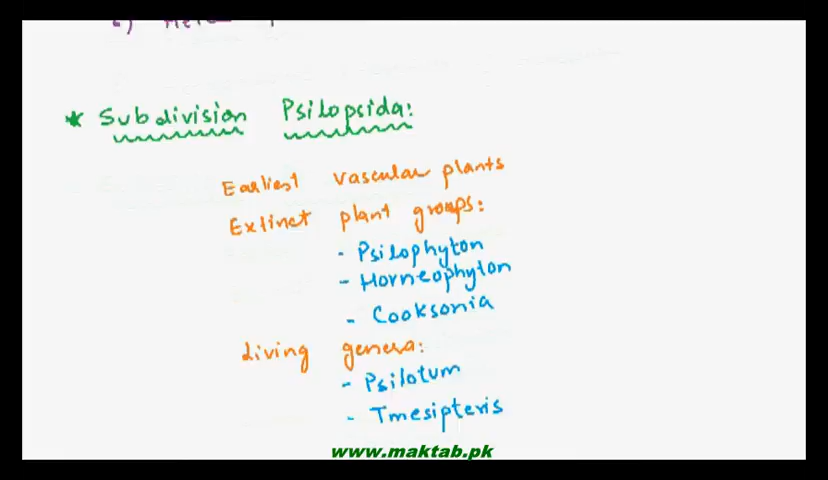 * Subdivision Psilopsida:
Earliest vascular plants
Extinct plant groups:
- Psilophyton
- Horneophyton
- Cooksonia
Living genera:
- Psilotum
- Tmesipteris
www.maktab.pk